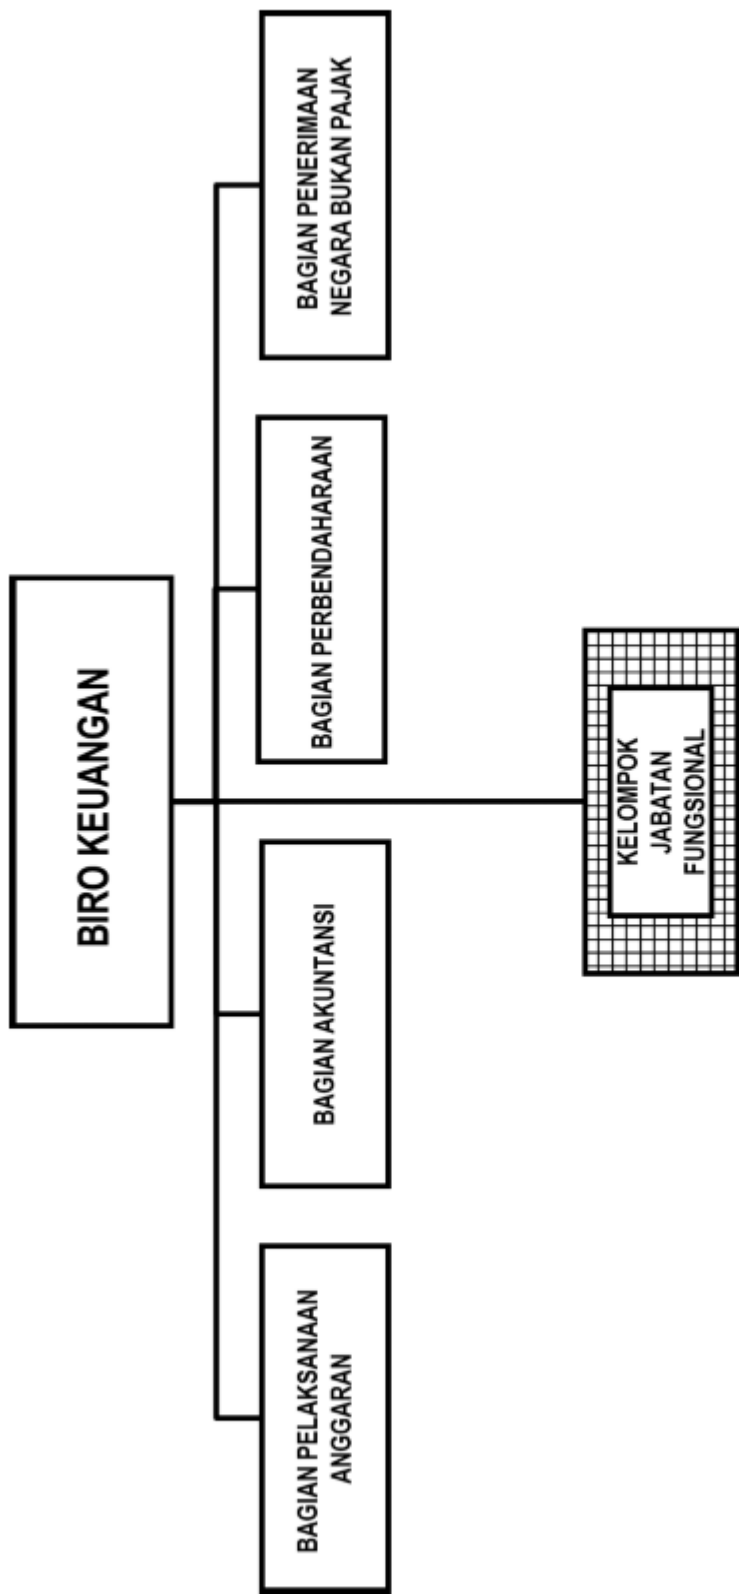 BIRO KEUANGAN
BAGIAN PELAKSANAAN
ANGGARAN
BAGIAN AKUNTANSI
BAGIAN PERBENDAHARAAN
BAGIAN PENERIMAAN
NEGARA BUKAN PAJAK
KELOMPOK
JABATAN
FUNGSIONAL